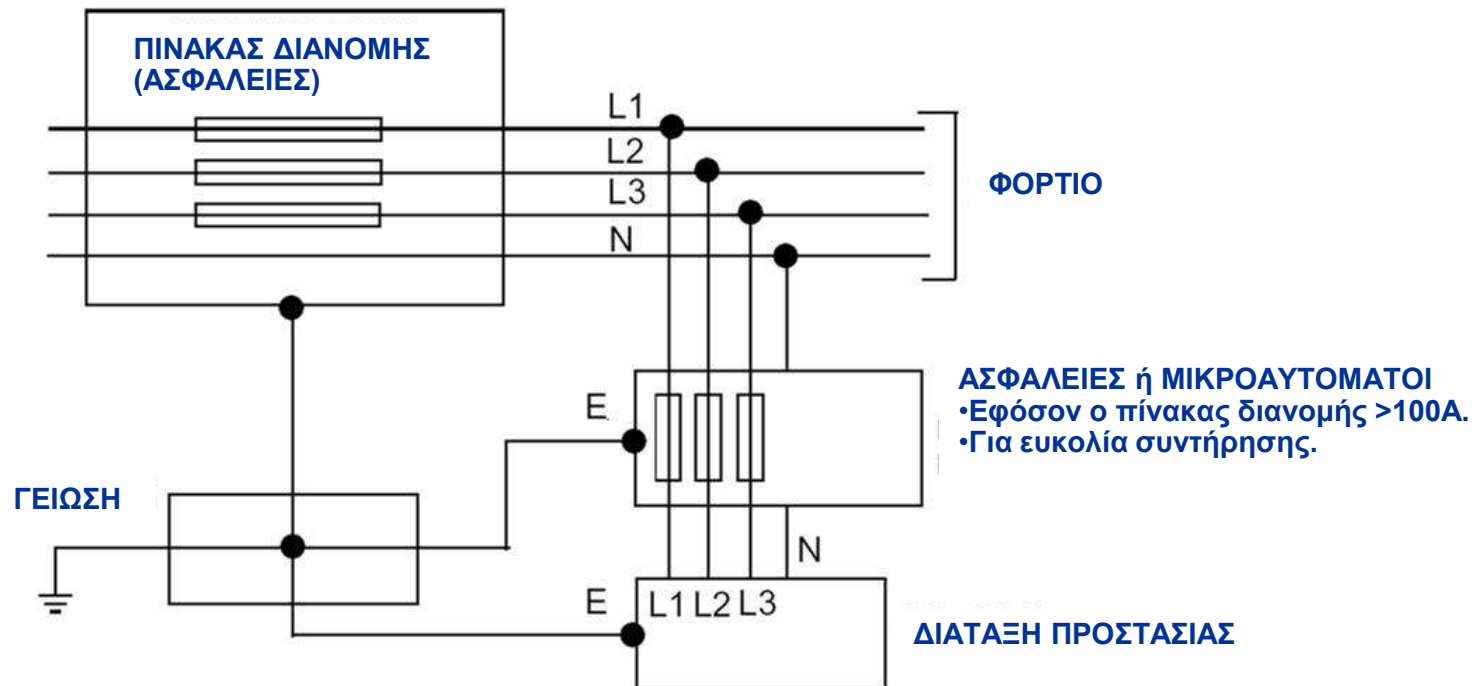 ΠΙΝΑΚΑΣ ΔΙΑΝΟΜΗΣ
(ΑΣΦΑΛΕΙΕΣ)
L1
L2
L3
N
ΦΟΡΤΙΟ
ΑΣΦΑΛΕΙΕΣ ή ΜΙΚΡΟΑΥΤΟΜΑΤΟΙ
•Εφόσον ο πίνακας διανομής >100Α.
•Για ευκολία συντήρησης.
E
ΓΕΙΩΣΗ
N
E
L1 L2 L3
ΔΙΑΤΑΞΗ ΠΡΟΣΤΑΣΙΑΣ